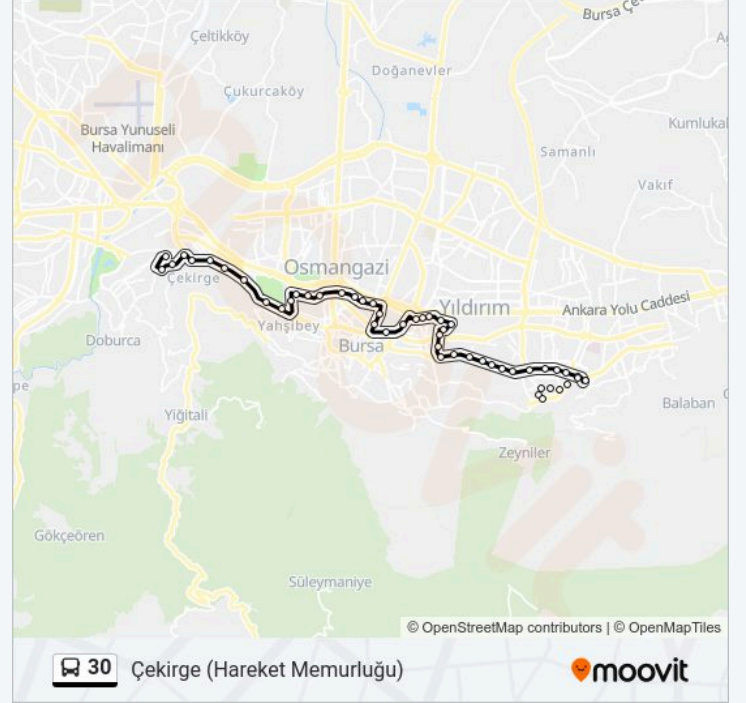 Bursa Çe
Çeltikköy
Doğanevler
Çukurcaköy
Kumlukal
Bursa Yunuseli
Havalimanı
Samanlı
Vakıf
Osmangazi
Çekirge
Yıldırım
Ankara Yolu Caddesi
Yahşibey
Doburca
Bursa
pe
Yiğitali
Balaban
Zeyniler
Gökçeören
Süleymaniye
© OpenStreetMap contributors | © OpenMapTiles
30 Çekirge (Hareket Memurluğu)
moovit